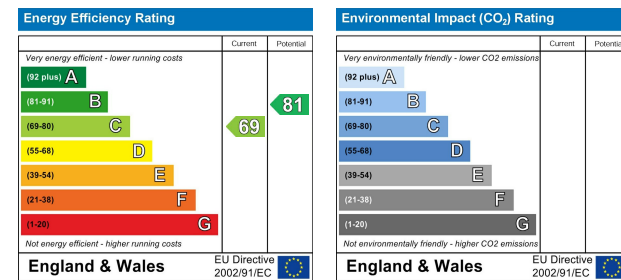 Energy Efficiency Rating
Current Potential
Very energy efficient - lower running costs
(92 plus) A
(81-91) B
81
(69-80) C
69
(55-68) D
(39-54) E
(21-38) F
(1-20) G
Not energy efficient - higher running costs
England & Wales
EU Directive
2002/91/EC
Environmental Impact (CO₂) Rating
Current Potential
Very environmentally friendly - lower CO2 emissions
(92 plus) A
(81-91) B
(69-80) C
(55-68) D
(39-54) E
(21-38) F
(1-20) G
Not environmentally friendly - higher CO2 emissions
England & Wales
EU Directive
2002/91/EC